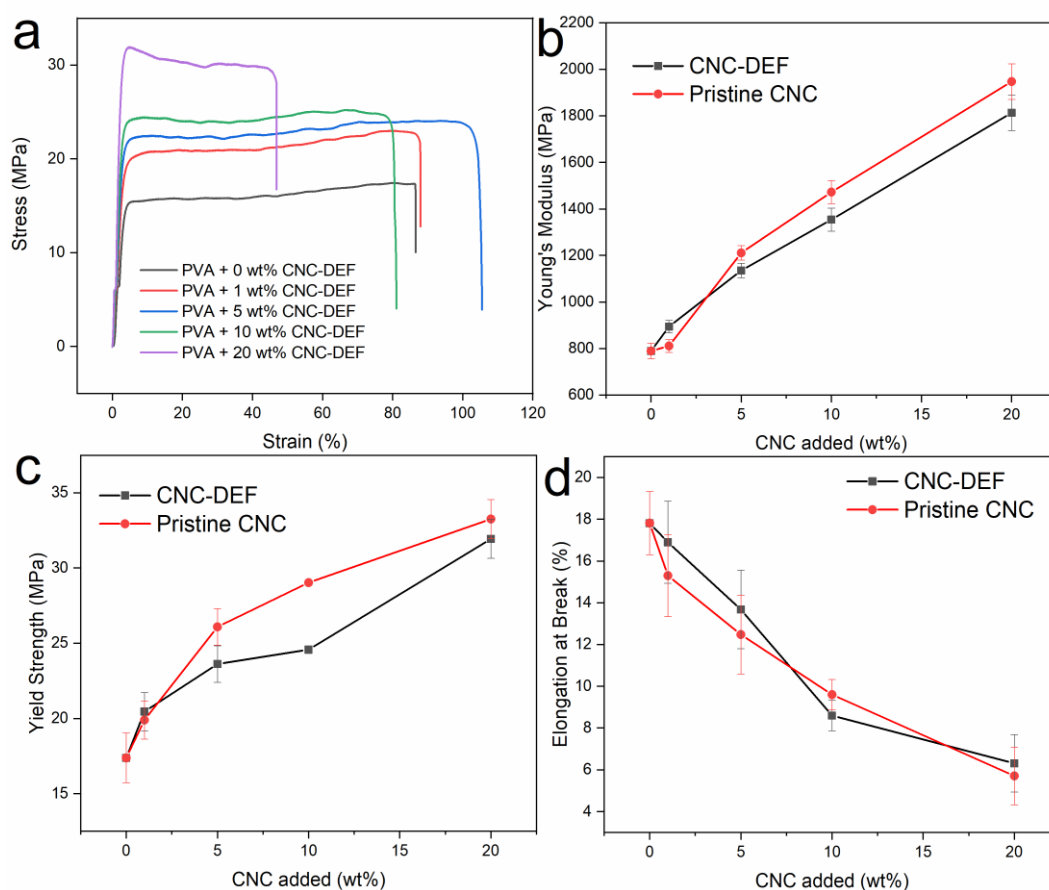 a
30
20
10
0
Stress (MPa)
PVA + 0 wt% CNC-DEF
PVA + 1 wt% CNC-DEF
PVA + 5 wt% CNC-DEF
PVA + 10 wt% CNC-DEF
PVA + 20 wt% CNC-DEF
0 20 40 60 80 100 120
Strain (%)
b
2200
2000
1800
1600
1400
1200
1000
800
600
Young's Modulus (MPa)
CNC-DEF
Pristine CNC
0 5 10 15 20
CNC added (wt%)
c
35
30
25
20
15
Yield Strength (MPa)
CNC-DEF
Pristine CNC
0 5 10 15 20
CNC added (wt%)
d
20
18
16
14
12
10
8
6
4
Elongation at Break (%)
CNC-DEF
Pristine CNC
0 5 10 15 20
CNC added (wt%)